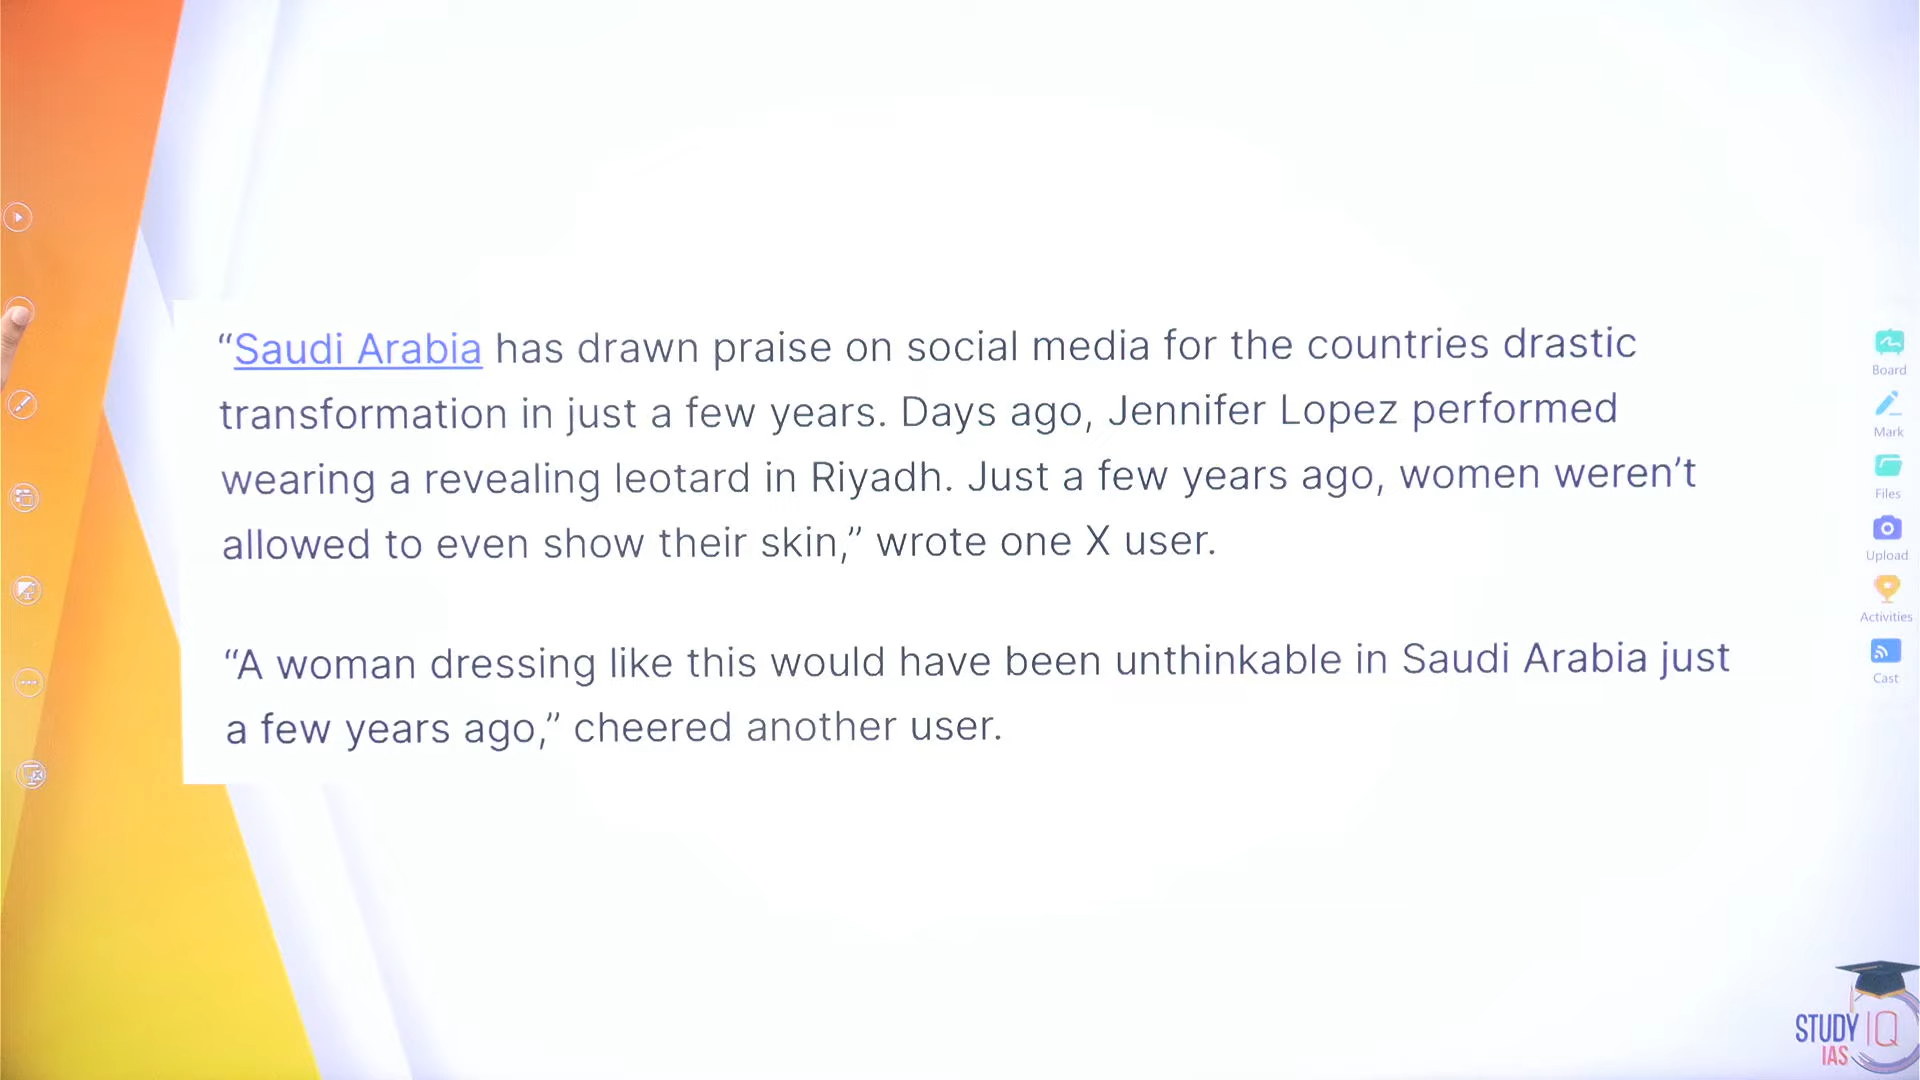 “Saudi Arabia has drawn praise on social media for the countries drastic
transformation in just a few years. Days ago, Jennifer Lopez performed
wearing a revealing leotard in Riyadh. Just a few years ago, women weren’t
allowed to even show their skin,” wrote one X user.
“A woman dressing like this would have been unthinkable in Saudi Arabia just
a few years ago,” cheered another user.
Board
Mark
Files
Upload
Activities
Cast
STUDY IQ
IAS